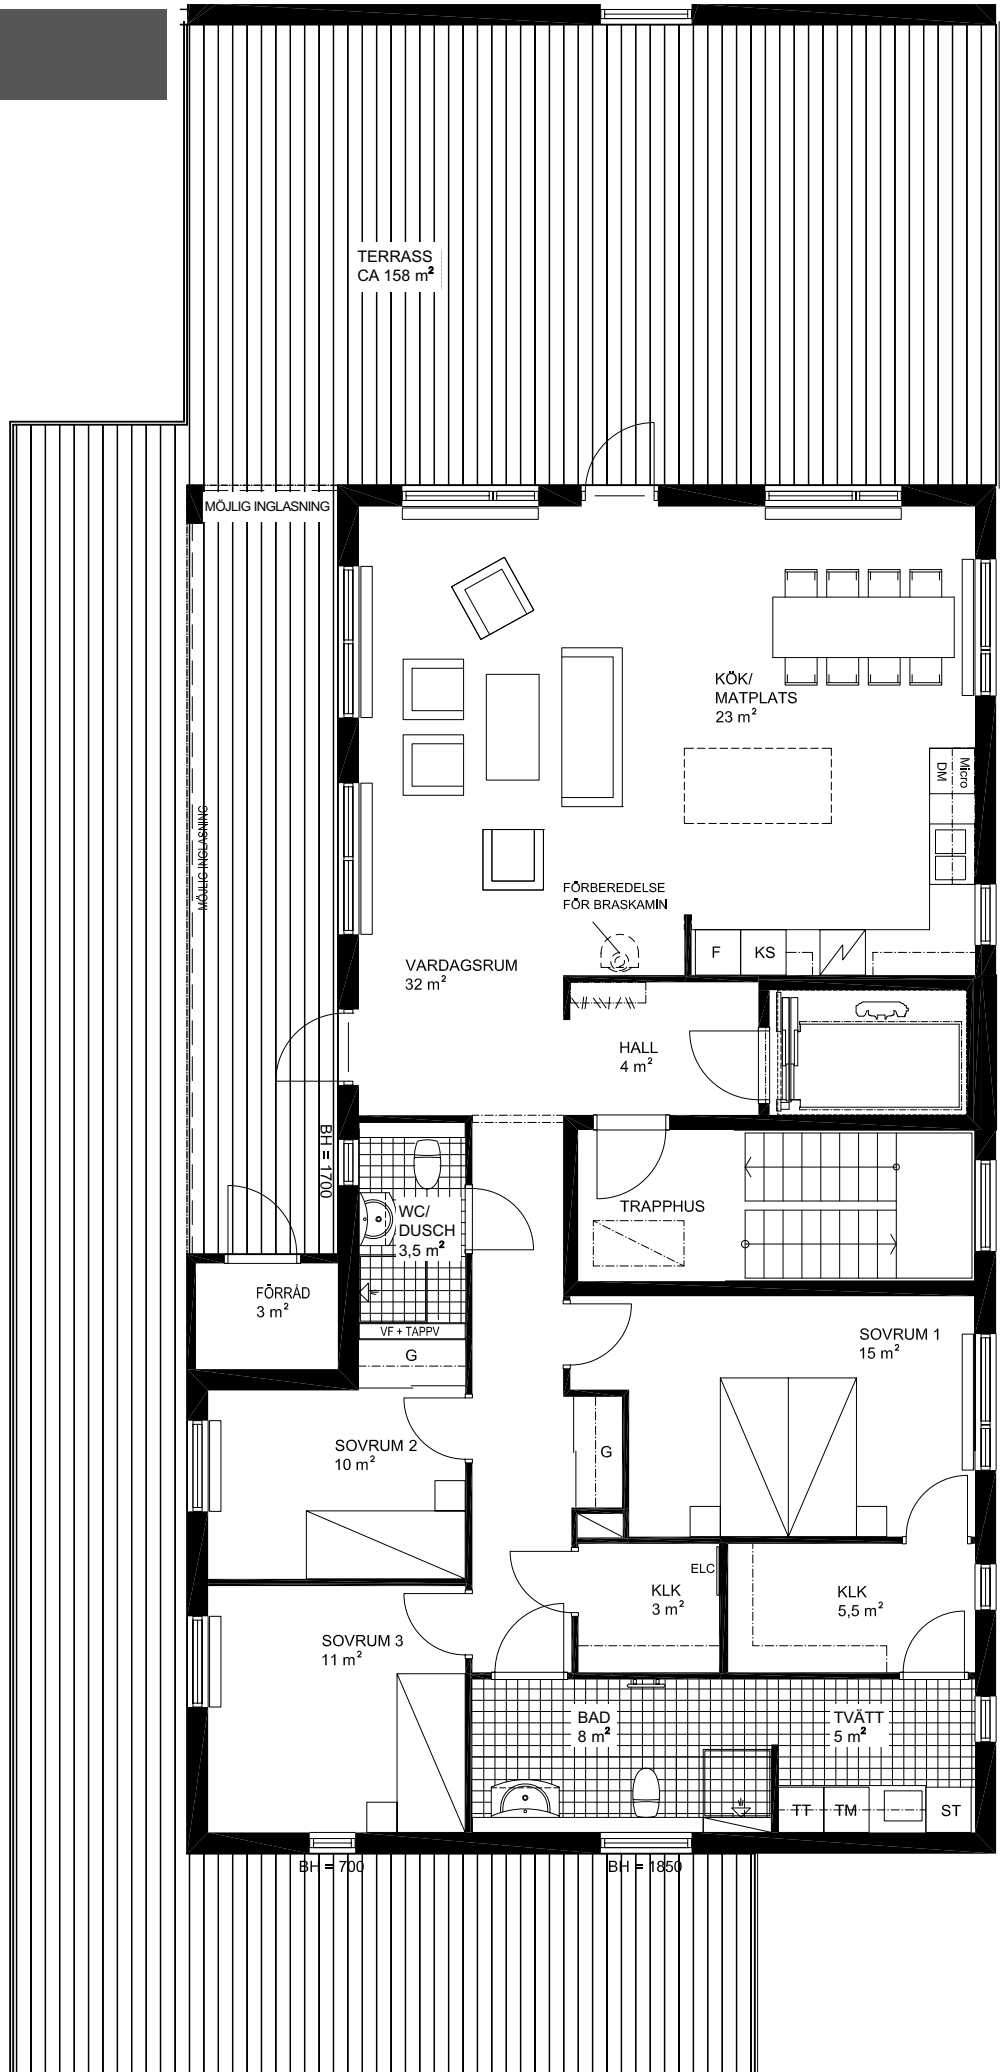 TERRASS
CA 158 m²
MÖJLIG INGLASNING
KÖK/
MATPLATS
23 m²
Micro
DM
MÖJLIG INGLASNING
FÖRBEREDELSE
FÖR BRASKAMIN
F
KS
VARDAGSRUM
32 m²
HALL
4 m²
BH = 1700
TRAPPHUS
WC/
DUSCH
3,5 m²
FÖRRÅD
3 m²
VF + TAPPV
G
SOVRUM 1
15 m²
SOVRUM 2
10 m²
G
ELC
KLK
3 m²
KLK
5,5 m²
SOVRUM 3
11 m²
BAD
8 m²
TVÄTT
5 m²
TT
TM
ST
BH = 700
BH = 1850